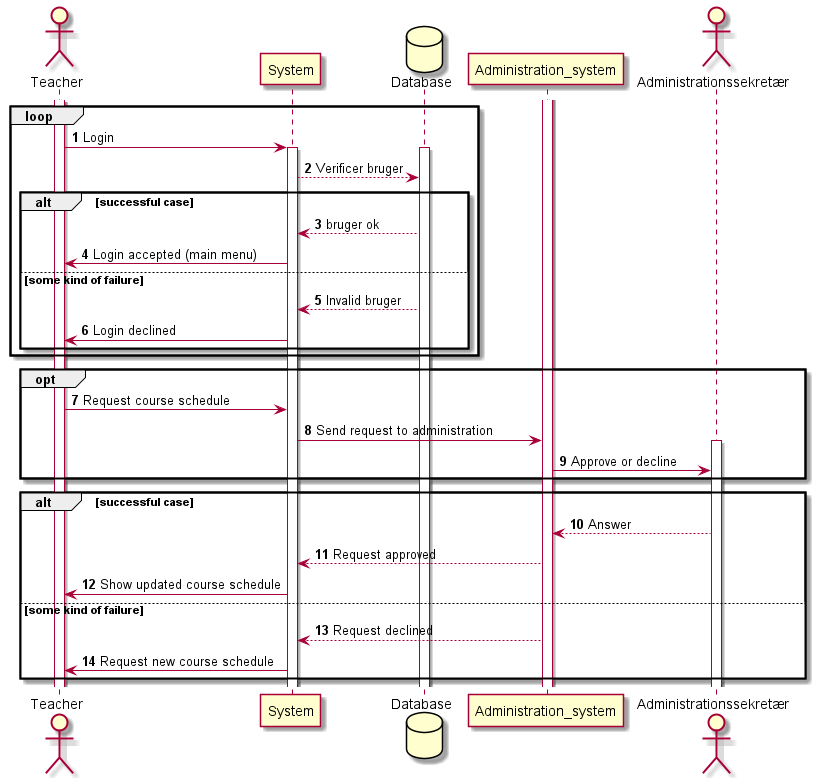 Teacher
System
Database
Administration_system
Administrationssekretær
loop
1 Login
2 Verificer bruger
alt [successful case]
3 bruger ok
4 Login accepted (main menu)
[some kind of failure]
5 Invalid bruger
6 Login declined
opt
7 Request course schedule
8 Send request to administration
9 Approve or decline
alt [successful case]
10 Answer
11 Request approved
12 Show updated course schedule
[some kind of failure]
13 Request declined
14 Request new course schedule
Teacher
System
Database
Administration_system
Administrationssekretær